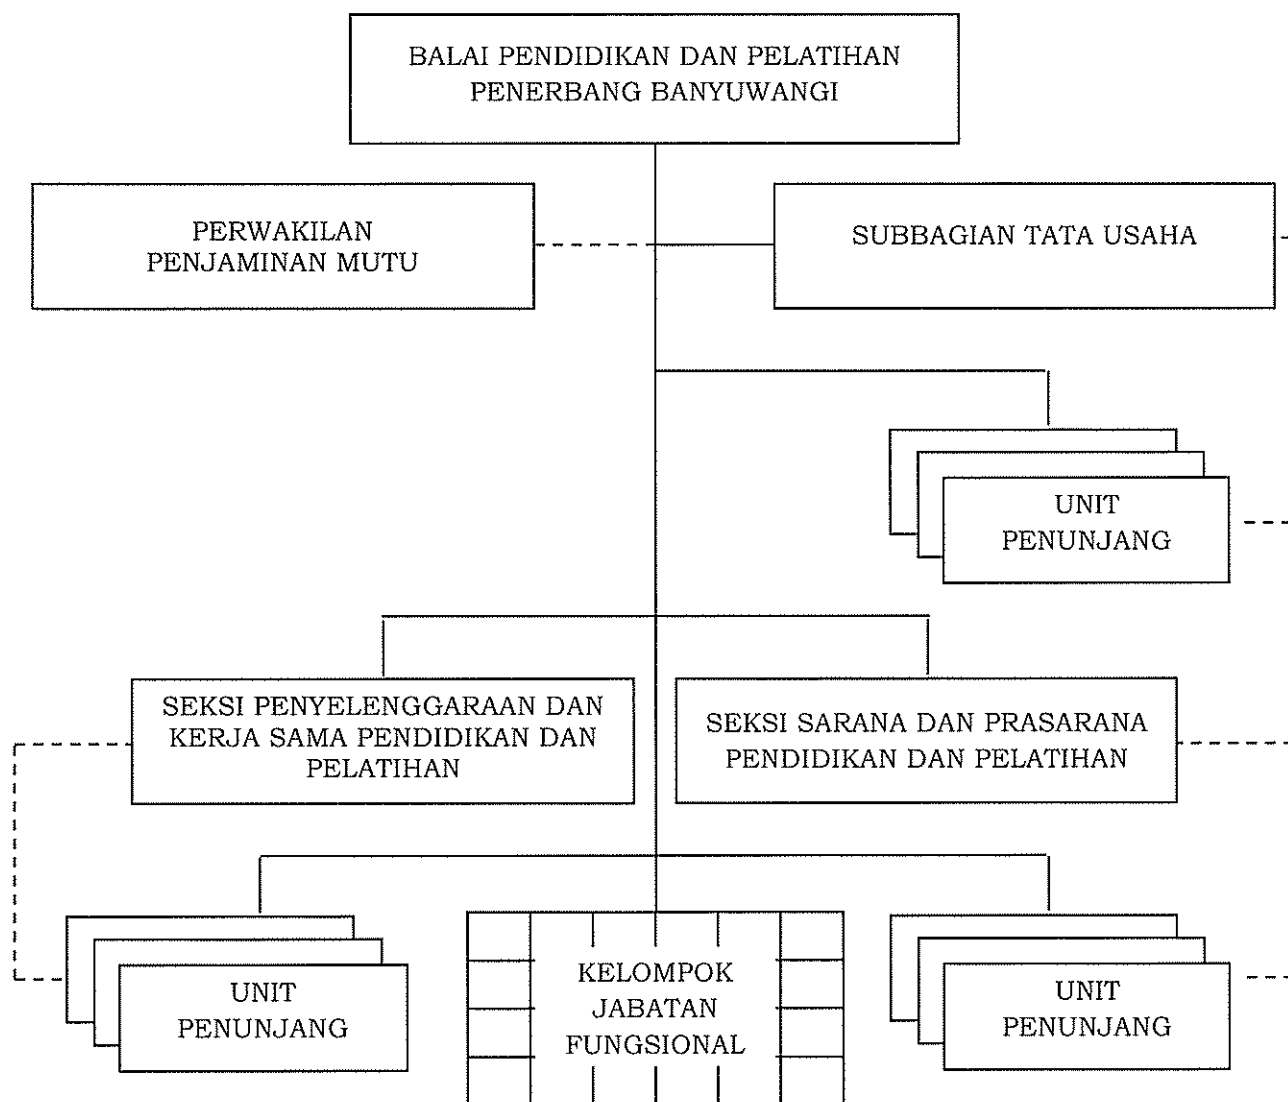 BALAI PENDIDIKAN DAN PELATIHAN
PENERBANG BANYUWANGI
PERWAKILAN
PENJAMINAN MUTU
SUBBAGIAN TATA USAHA
UNIT
PENUNJANG
SEKSI PENYELENGGARAAN DAN
KERJA SAMA PENDIDIKAN DAN
PELATIHAN
SEKSI SARANA DAN PRASARANA
PENDIDIKAN DAN PELATIHAN
UNIT
PENUNJANG
KELOMPOK
JABATAN
FUNGSIONAL
UNIT
PENUNJANG